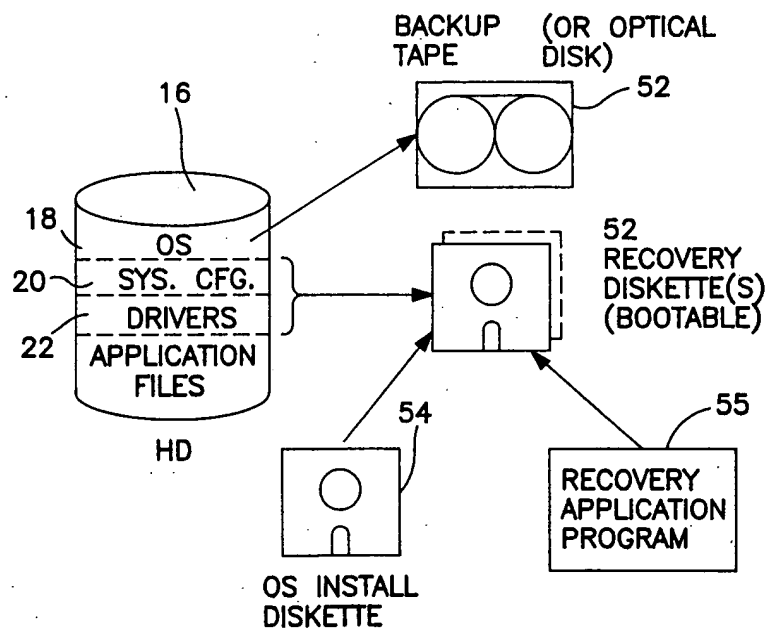 BACKUP TAPE
(OR OPTICAL DISK)
52
16
18
OS
20
SYS. CFG.
22
DRIVERS
APPLICATION
FILES
HD
52
RECOVERY
DISKETTE(S)
(BOOTABLE)
54
OS INSTALL
DISKETTE
55
RECOVERY
APPLICATION
PROGRAM